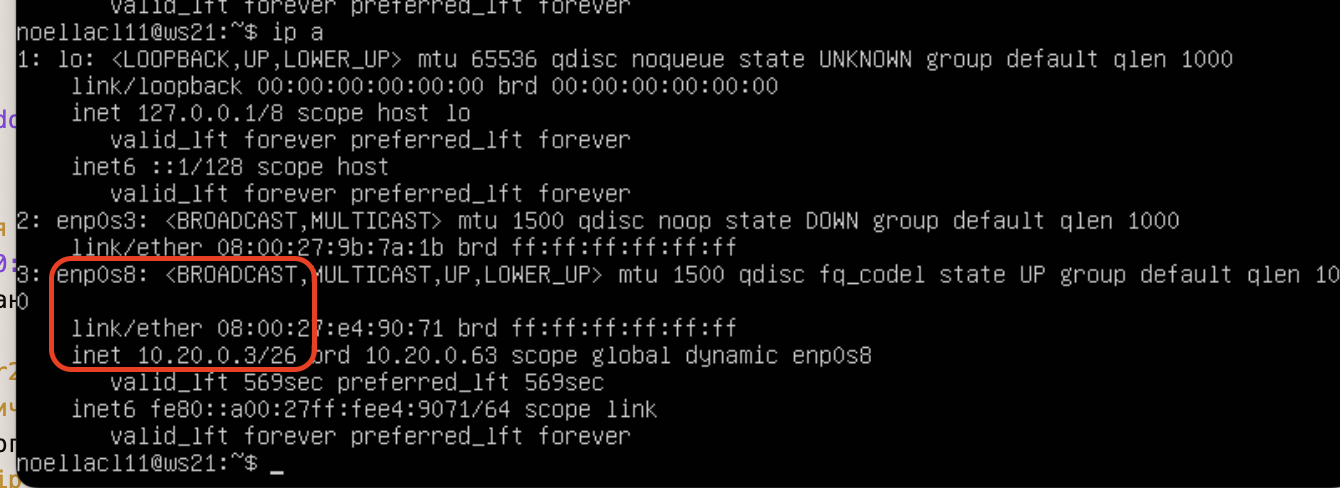 valid_lft forever preferred_lft forever
noellacl11@ws21:~$ ip a
1: lo: <LOOPBACK,UP,LOWER_UP> mtu 65536 qdisc noqueue state UNKNOWN group default qlen 1000
link/loopback 00:00:00:00:00:00 brd 00:00:00:00:00:00
inet 127.0.0.1/8 scope host lo
valid_lft forever preferred_lft forever
inet6 ::1/128 scope host
valid_lft forever preferred_lft forever
2: enp0s3: <BROADCAST,MULTICAST> mtu 1500 qdisc noop state DOWN group default qlen 1000
link/ether 08:00:27:9b:7a:1b brd ff:ff:ff:ff:ff:ff
3: enp0s8: <BROADCAST,MULTICAST,UP,LOWER_UP> mtu 1500 qdisc fq_codel state UP group default qlen 10
0
link/ether 08:00:27:e4:90:71 brd ff:ff:ff:ff:ff:ff
inet 10.20.0.3/26 brd 10.20.0.63 scope global dynamic enp0s8
valid_lft 569sec preferred_lft 569sec
inet6 fe80::a00:27ff:fee4:9071/64 scope link
valid_lft forever preferred_lft forever
noellacl11@ws21:~$ _